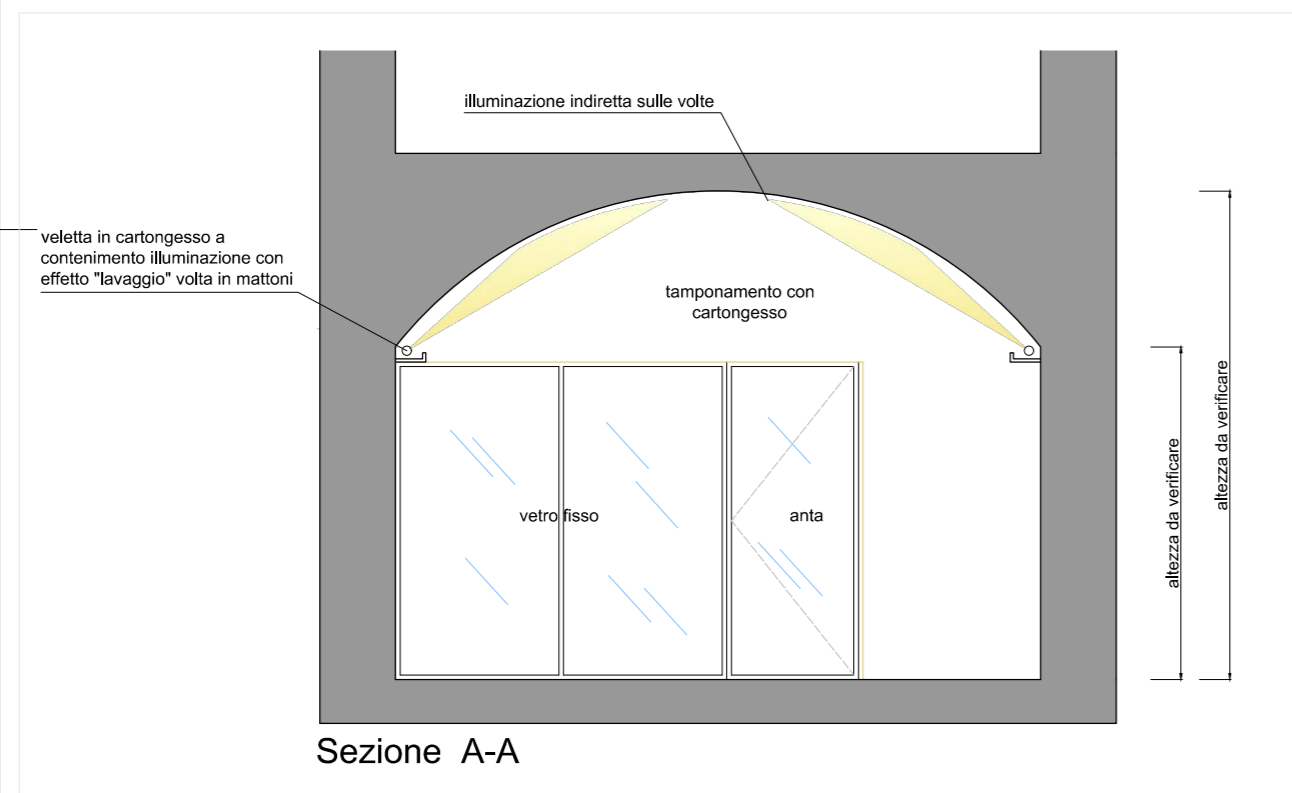 illuminazione indiretta sulle volte
veletta in cartongesso a
contenimento illuminazione con
effetto "lavaggio" volta in mattoni
tamponamento con
cartongesso
vetro fisso
anta
altezza da verificare
altezza da verificare
Sezione A-A